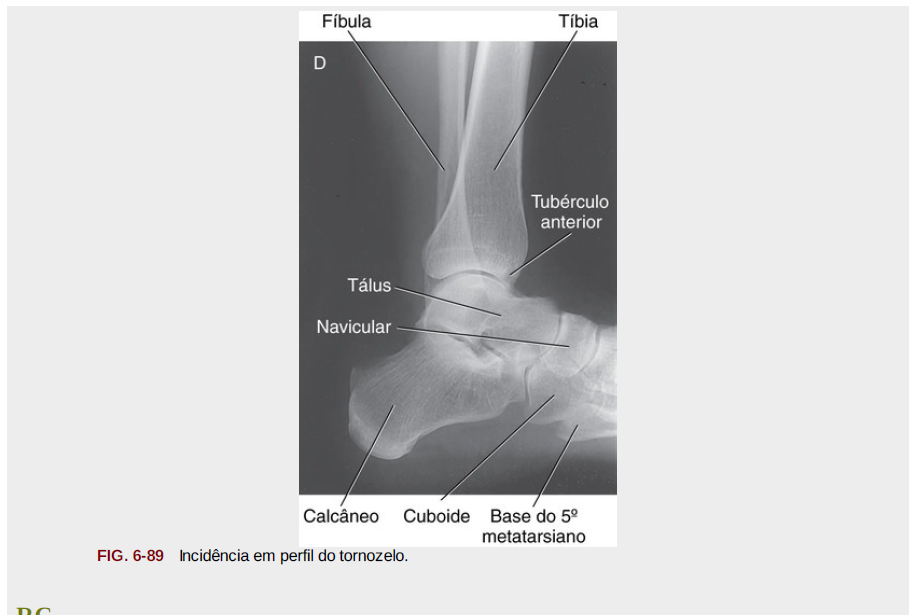 Fíbula
Tíbia
D
Tubérculo
anterior
Tálus
Navicular
Calcâneo
Cuboide
Base do 5º
metatarsiano
FIG. 6-89 Incidência em perfil do tornozelo.